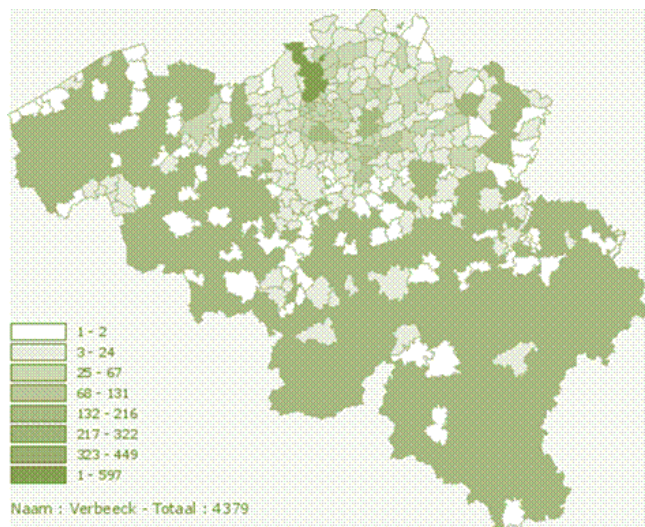 1 - 2
3 - 24
25 - 67
68 - 131
132 - 216
217 - 322
323 - 449
1 - 597
Naam : Verbeeck - Totaal : 4379